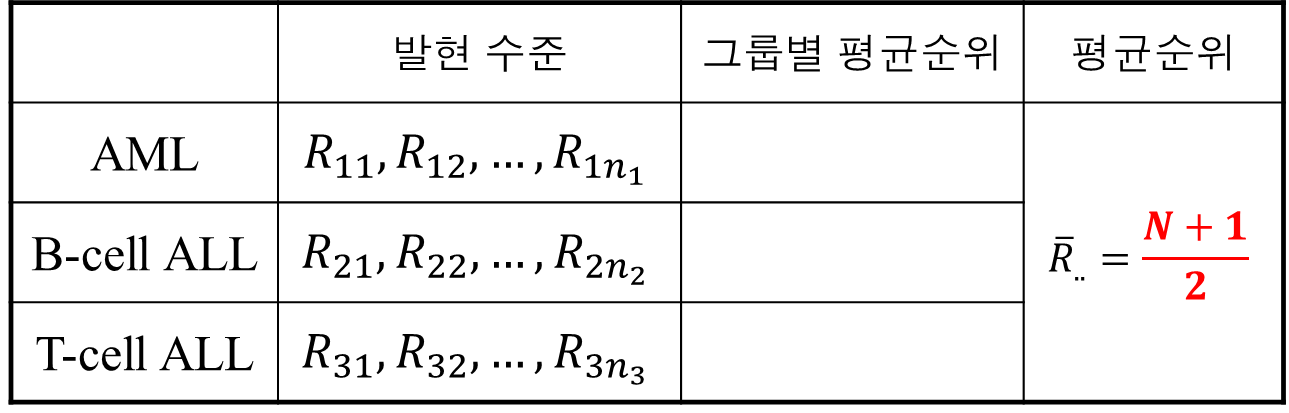 발현 수준 그룹별 평균순위 평균순위
AML R₁₁, R₁₂, … , R₁ₙ₁
B-cell ALL R₂₁, R₂₂, … , R₂ₙ₂
R̄.. = (N + 1)/2
T-cell ALL R₃₁, R₃₂, … , R₃ₙ₃